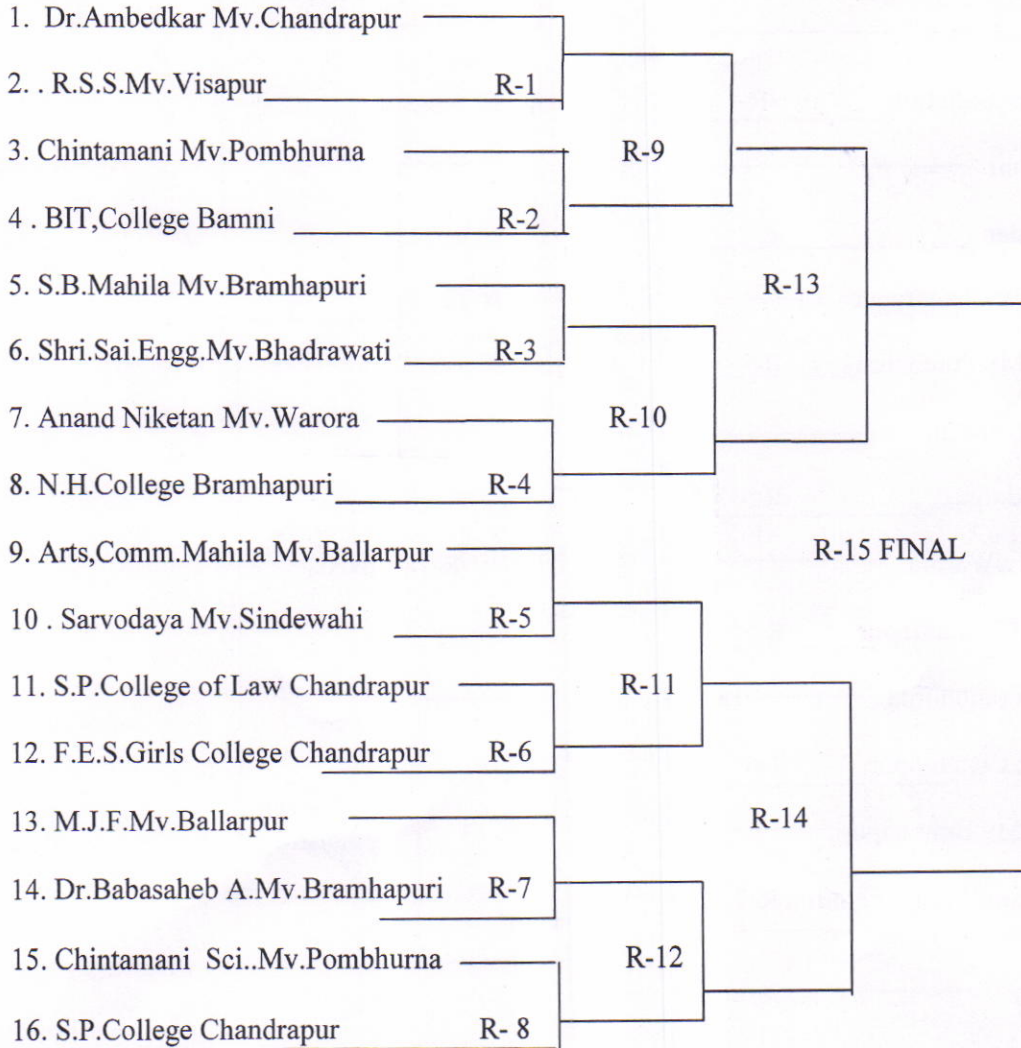 1. Dr.Ambedkar Mv.Chandrapur
2. . R.S.S.Mv.Visapur R-1
3. Chintamani Mv.Pombhurna R-9
4 . BIT,College Bamni R-2
5. S.B.Mahila Mv.Bramhapuri R-13
6. Shri.Sai.Engg.Mv.Bhadrawati R-3
7. Anand Niketan Mv.Warora R-10
8. N.H.College Bramhapuri R-4
9. Arts,Comm.Mahila Mv.Ballarpur R-15 FINAL
10 . Sarvodaya Mv.Sindewahi R-5
11. S.P.College of Law Chandrapur R-11
12. F.E.S.Girls College Chandrapur R-6
13. M.J.F.Mv.Ballarpur R-14
14. Dr.Babasaheb A.Mv.Bramhapuri R-7
15. Chintamani Sci..Mv.Pombhurna R-12
16. S.P.College Chandrapur R- 8